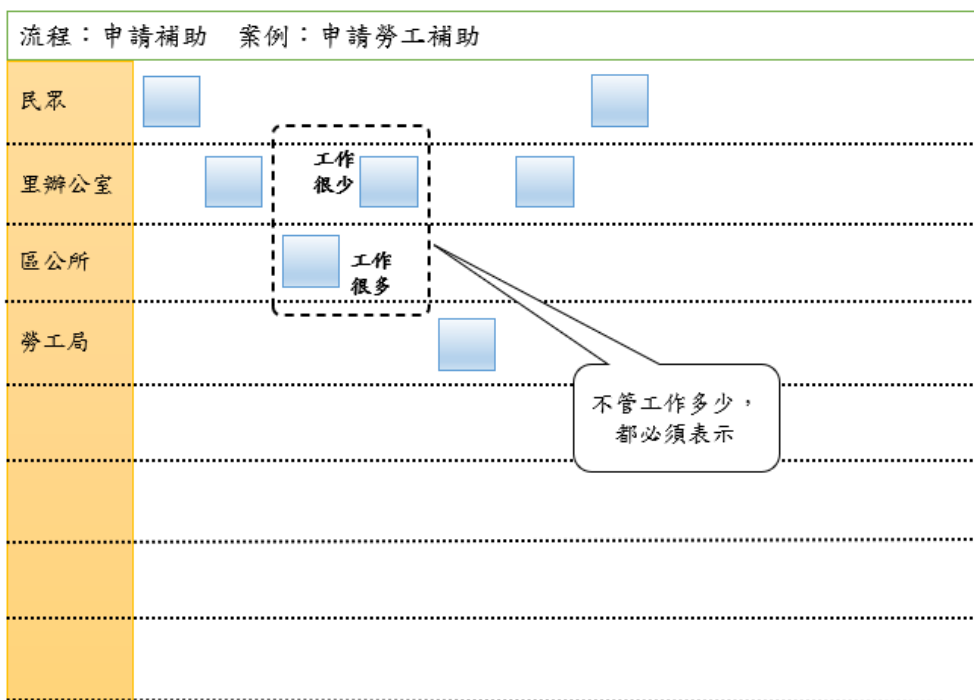 流程：申請補助　案例：申請勞工補助
民眾
里辦公室
工作
很少
區公所
工作
很多
勞工局
不管工作多少，
都必須表示